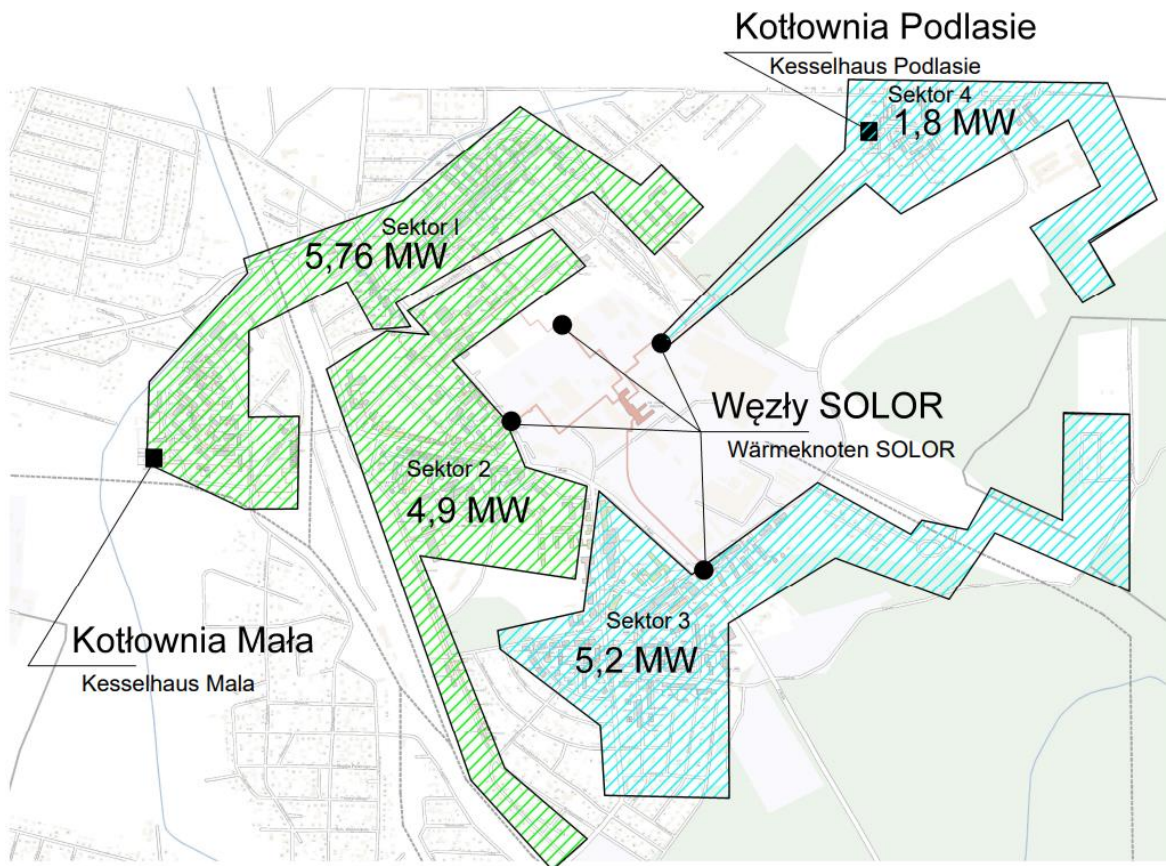 Kotłownia Podlasie
Kesselhaus Podlasie
Sektor 4
1,8 MW
Sektor I
5,76 MW
Węzły SOLOR
Wärmeknoten SOLOR
Sektor 2
4,9 MW
Sektor 3
5,2 MW
Kotłownia Mała
Kesselhaus Mala